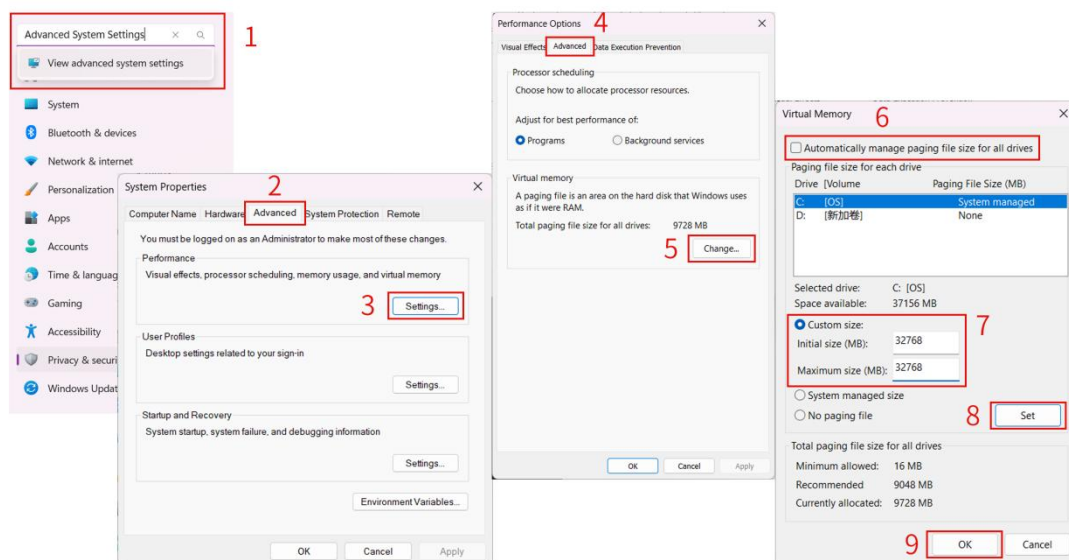 1
Advanced System Settings
View advanced system settings
System
Bluetooth & devices
Network & internet
Personalization
Apps
Accounts
Time & languag
Gaming
Accessibility
Privacy & securi
Windows Updat
2
System Properties
Computer Name Hardware Advanced System Protection Remote
You must be logged on as an Administrator to make most of these changes.
Performance
Visual effects, processor scheduling, memory usage, and virtual memory
3
Settings...
User Profiles
Desktop settings related to your sign-in
Settings...
Startup and Recovery
System startup, system failure, and debugging information
Settings...
Environment Variables...
OK Cancel Apply
Performance Options
4
Visual Effects Advanced Data Execution Prevention
Processor scheduling
Choose how to allocate processor resources.
Adjust for best performance of:
Programs Background services
Virtual memory
A paging file is an area on the hard disk that Windows uses
as if it were RAM.
Total paging file size for all drives: 9728 MB
5
Change...
OK Cancel Apply
Virtual Memory
6
Automatically manage paging file size for all drives
Paging file size for each drive
Drive [Volume Paging File Size (MB)
C: [OS] System managed
D: [新加卷] None
Selected drive: C: [OS]
Space available: 37156 MB
7
Custom size:
Initial size (MB): 32768
Maximum size (MB): 32768
System managed size
No paging file
8
Set
Total paging file size for all drives
Minimum allowed: 16 MB
Recommended 9048 MB
Currently allocated: 9728 MB
9
OK Cancel